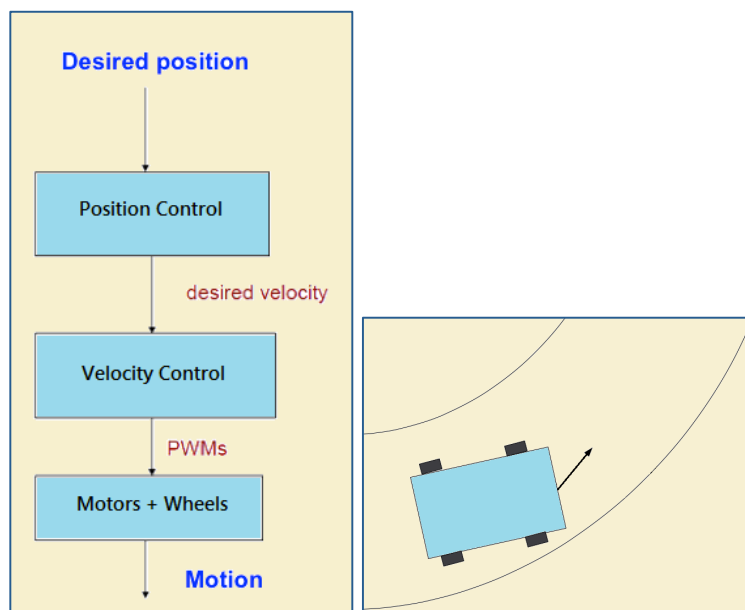 Desired position
Position Control
desired velocity
Velocity Control
PWMs
Motors + Wheels
Motion